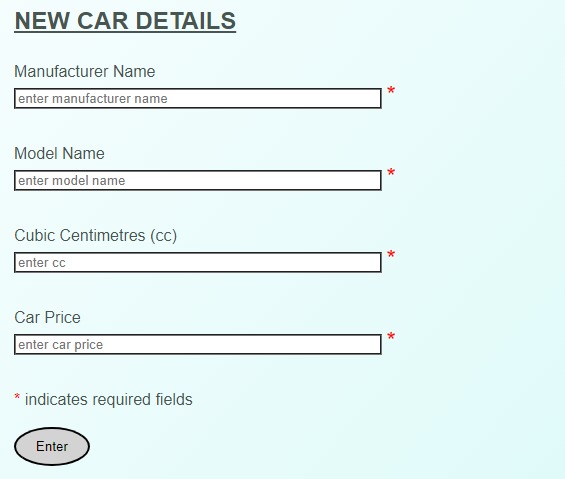 NEW CAR DETAILS
Manufacturer Name
enter manufacturer name *
Model Name
enter model name *
Cubic Centimetres (cc)
enter cc *
Car Price
enter car price *
* indicates required fields
Enter